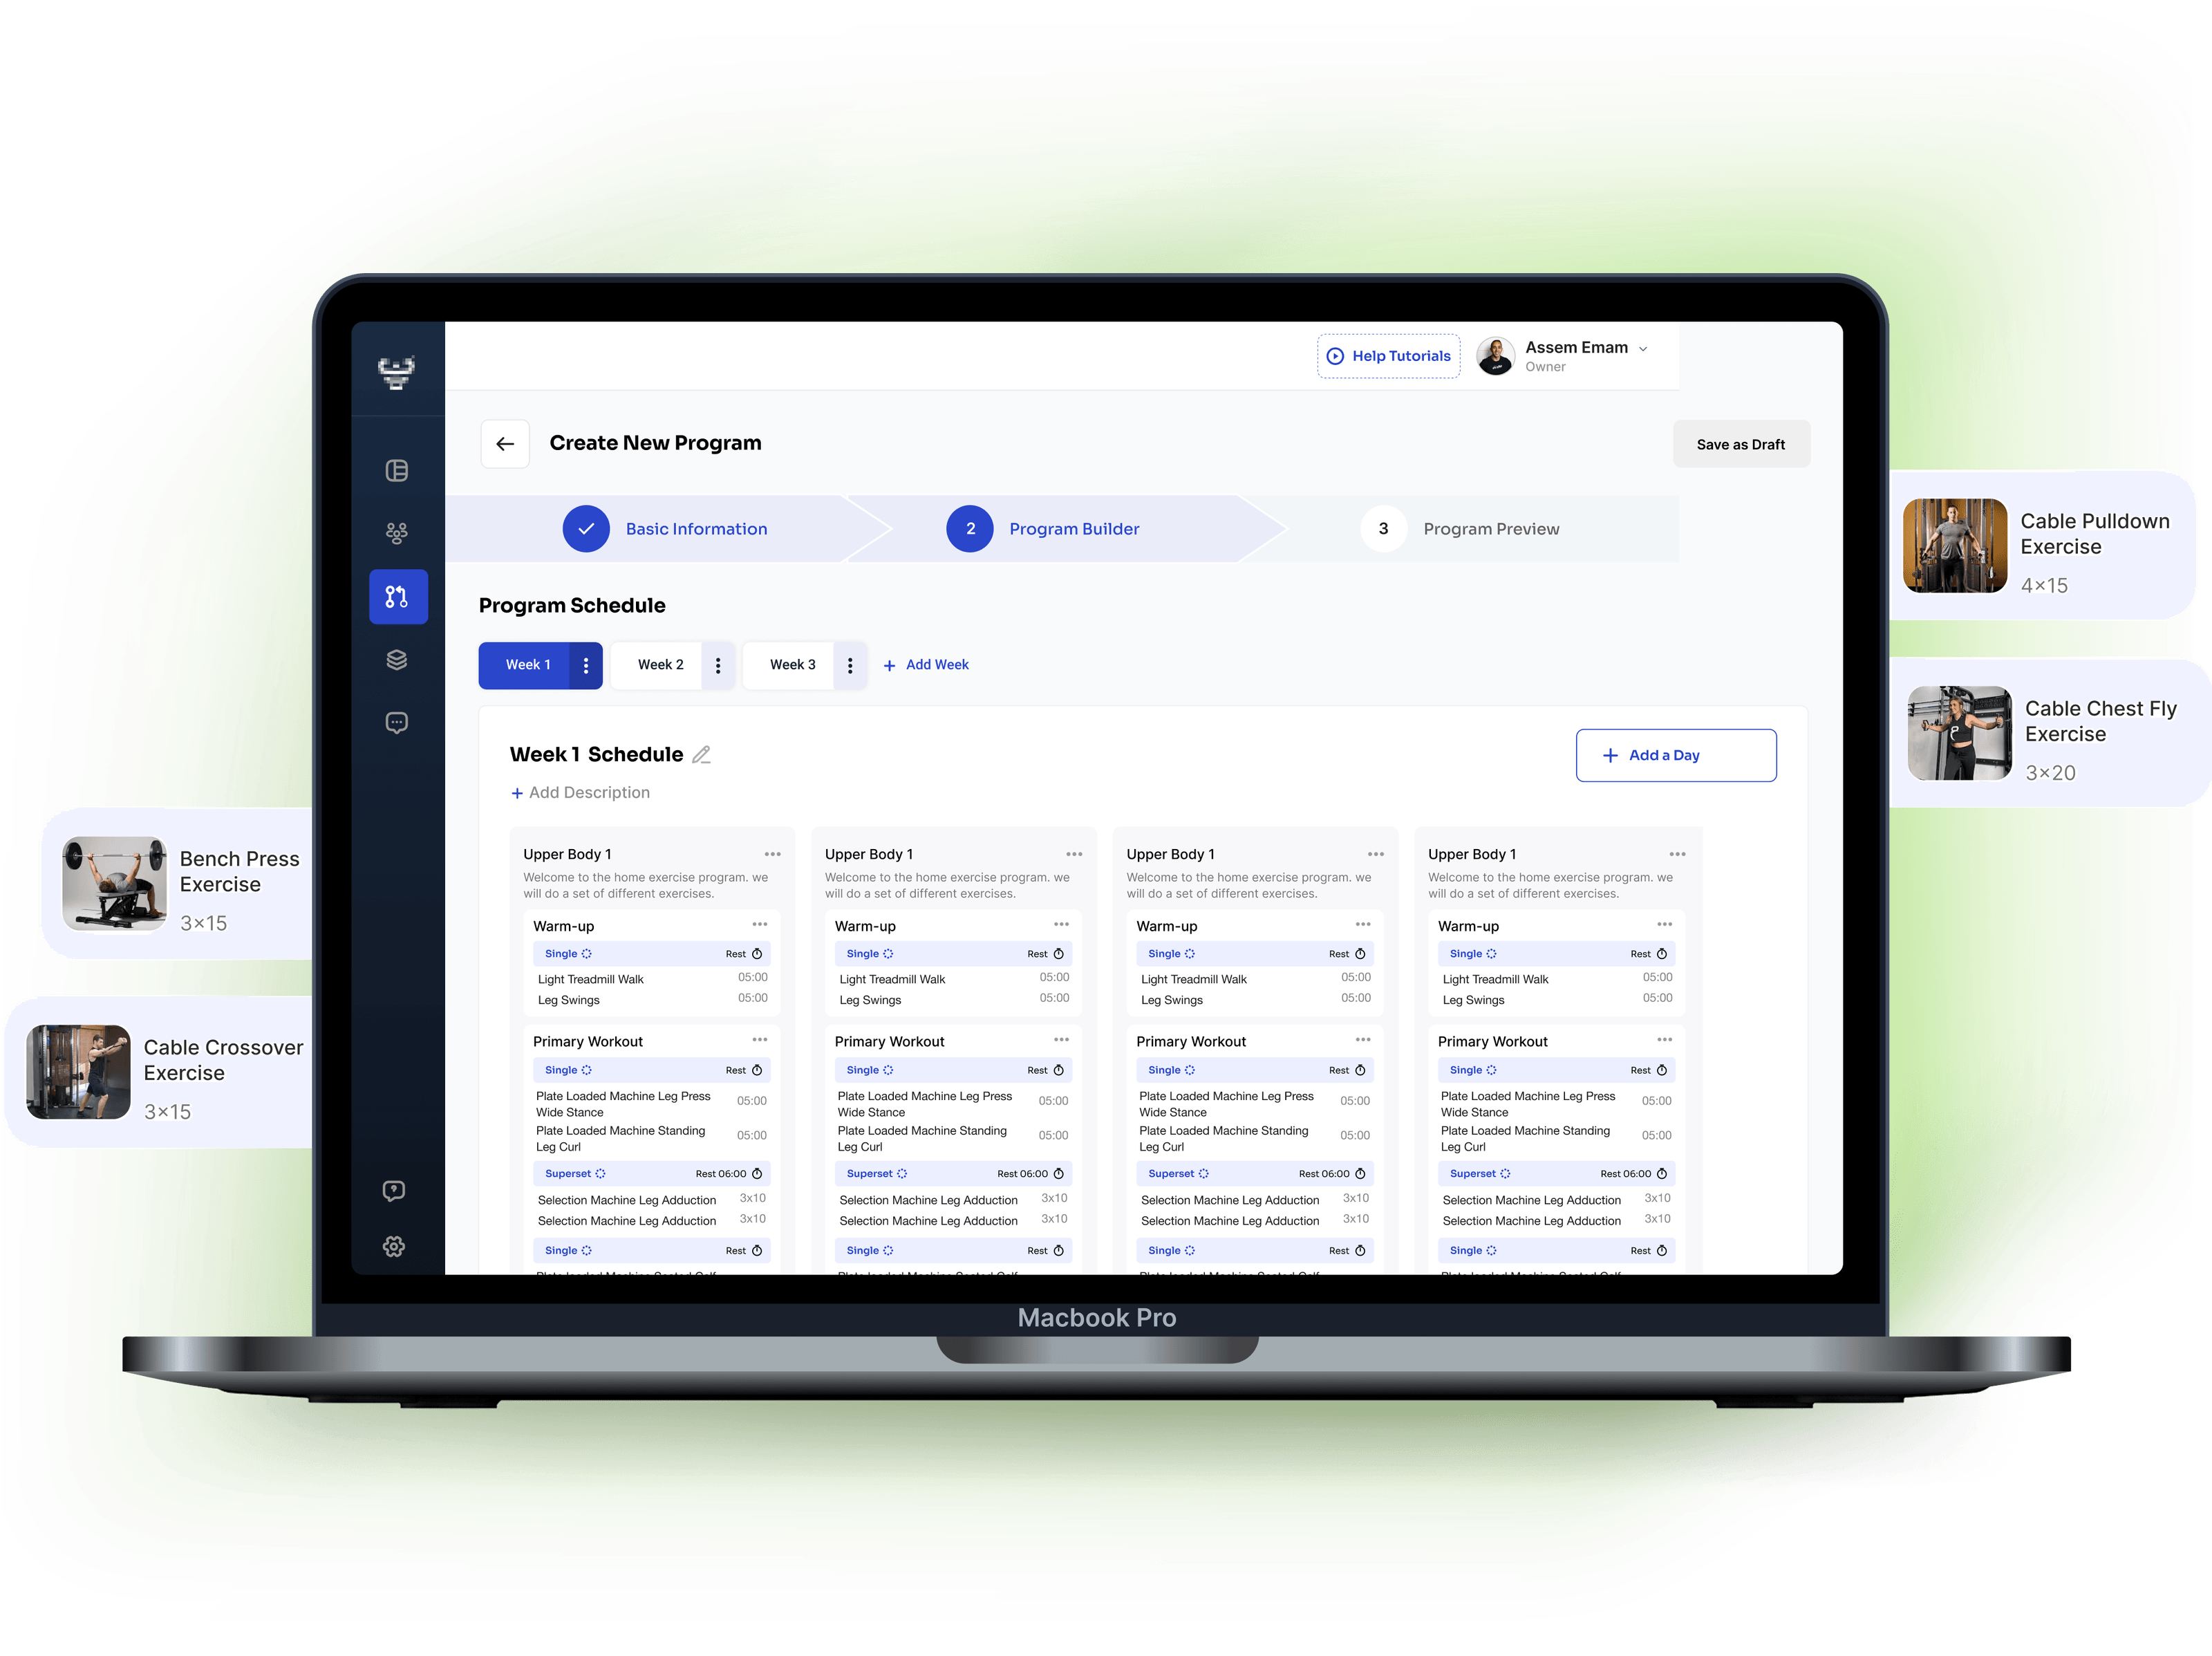 Help Tutorials
Assem Emam
Owner
Create New Program
Save as Draft
Basic Information
2
Program Builder
3
Program Preview
Program Schedule
Week 1
Week 2
Week 3
+ Add Week
Week 1 Schedule
+ Add a Day
+ Add Description
Upper Body 1
Welcome to the home exercise program. we
will do a set of different exercises.
Warm-up
Single
Rest
Light Treadmill Walk
05:00
Leg Swings
05:00
Primary Workout
Single
Rest
Plate Loaded Machine Leg Press
Wide Stance
05:00
Plate Loaded Machine Standing
Leg Curl
05:00
Superset
Rest 06:00
Selection Machine Leg Adduction
3x10
Selection Machine Leg Adduction
3x10
Single
Rest
Upper Body 1
Welcome to the home exercise program. we
will do a set of different exercises.
Warm-up
Single
Rest
Light Treadmill Walk
05:00
Leg Swings
05:00
Primary Workout
Single
Rest
Plate Loaded Machine Leg Press
Wide Stance
05:00
Plate Loaded Machine Standing
Leg Curl
05:00
Superset
Rest 06:00
Selection Machine Leg Adduction
3x10
Selection Machine Leg Adduction
3x10
Single
Rest
Upper Body 1
Welcome to the home exercise program. we
will do a set of different exercises.
Warm-up
Single
Rest
Light Treadmill Walk
05:00
Leg Swings
05:00
Primary Workout
Single
Rest
Plate Loaded Machine Leg Press
Wide Stance
05:00
Plate Loaded Machine Standing
Leg Curl
05:00
Superset
Rest 06:00
Selection Machine Leg Adduction
3x10
Selection Machine Leg Adduction
3x10
Single
Rest
Upper Body 1
Welcome to the home exercise program. we
will do a set of different exercises.
Warm-up
Single
Rest
Light Treadmill Walk
05:00
Leg Swings
05:00
Primary Workout
Single
Rest
Plate Loaded Machine Leg Press
Wide Stance
05:00
Plate Loaded Machine Standing
Leg Curl
05:00
Superset
Rest 06:00
Selection Machine Leg Adduction
3x10
Selection Machine Leg Adduction
3x10
Single
Rest
Macbook Pro
Bench Press
Exercise
3×15
Cable Crossover
Exercise
3×15
Cable Pulldown
Exercise
4×15
Cable Chest Fly
Exercise
3×20